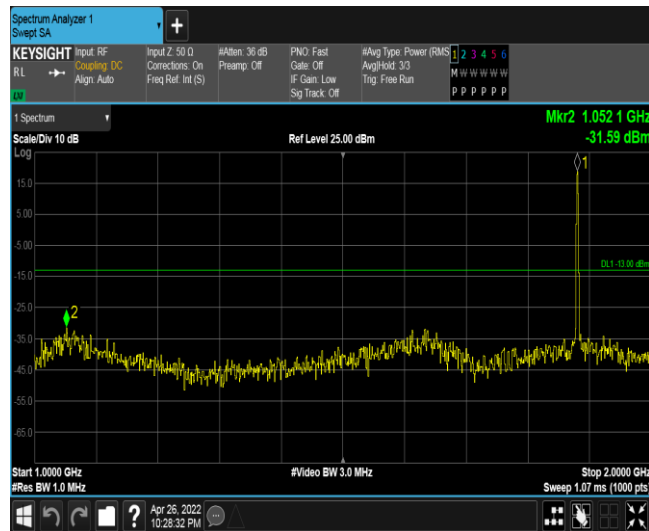 Spectrum Analyzer 1
Swept SA
KEYSIGHT
RL
Input: RF
Coupling: DC
Align: Auto
Input Z: 50 Ω
Corrections: On
Freq Ref: Int (S)
#Atten: 36 dB
Preamp: Off
PNO: Fast
Gate: Off
IF Gain: Low
Sig Track: Off
#Avg Type: Power (RMS
Avg|Hold: 3/3
Trig: Free Run
1 2 3 4 5 6
M W W W W W
P P P P P P
1 Spectrum
Mkr2 1.052 1 GHz
-31.59 dBm
Scale/Div 10 dB
Ref Level 25.00 dBm
Log
1
15.0
5.00
-5.00
DL1 -13.00 dBm
-15.0
-25.0
2
-35.0
-45.0
-55.0
-65.0
Start 1.0000 GHz
#Video BW 3.0 MHz
Stop 2.0000 GHz
#Res BW 1.0 MHz
Sweep 1.07 ms (1000 pts)
?
Apr 26, 2022
10:28:32 PM